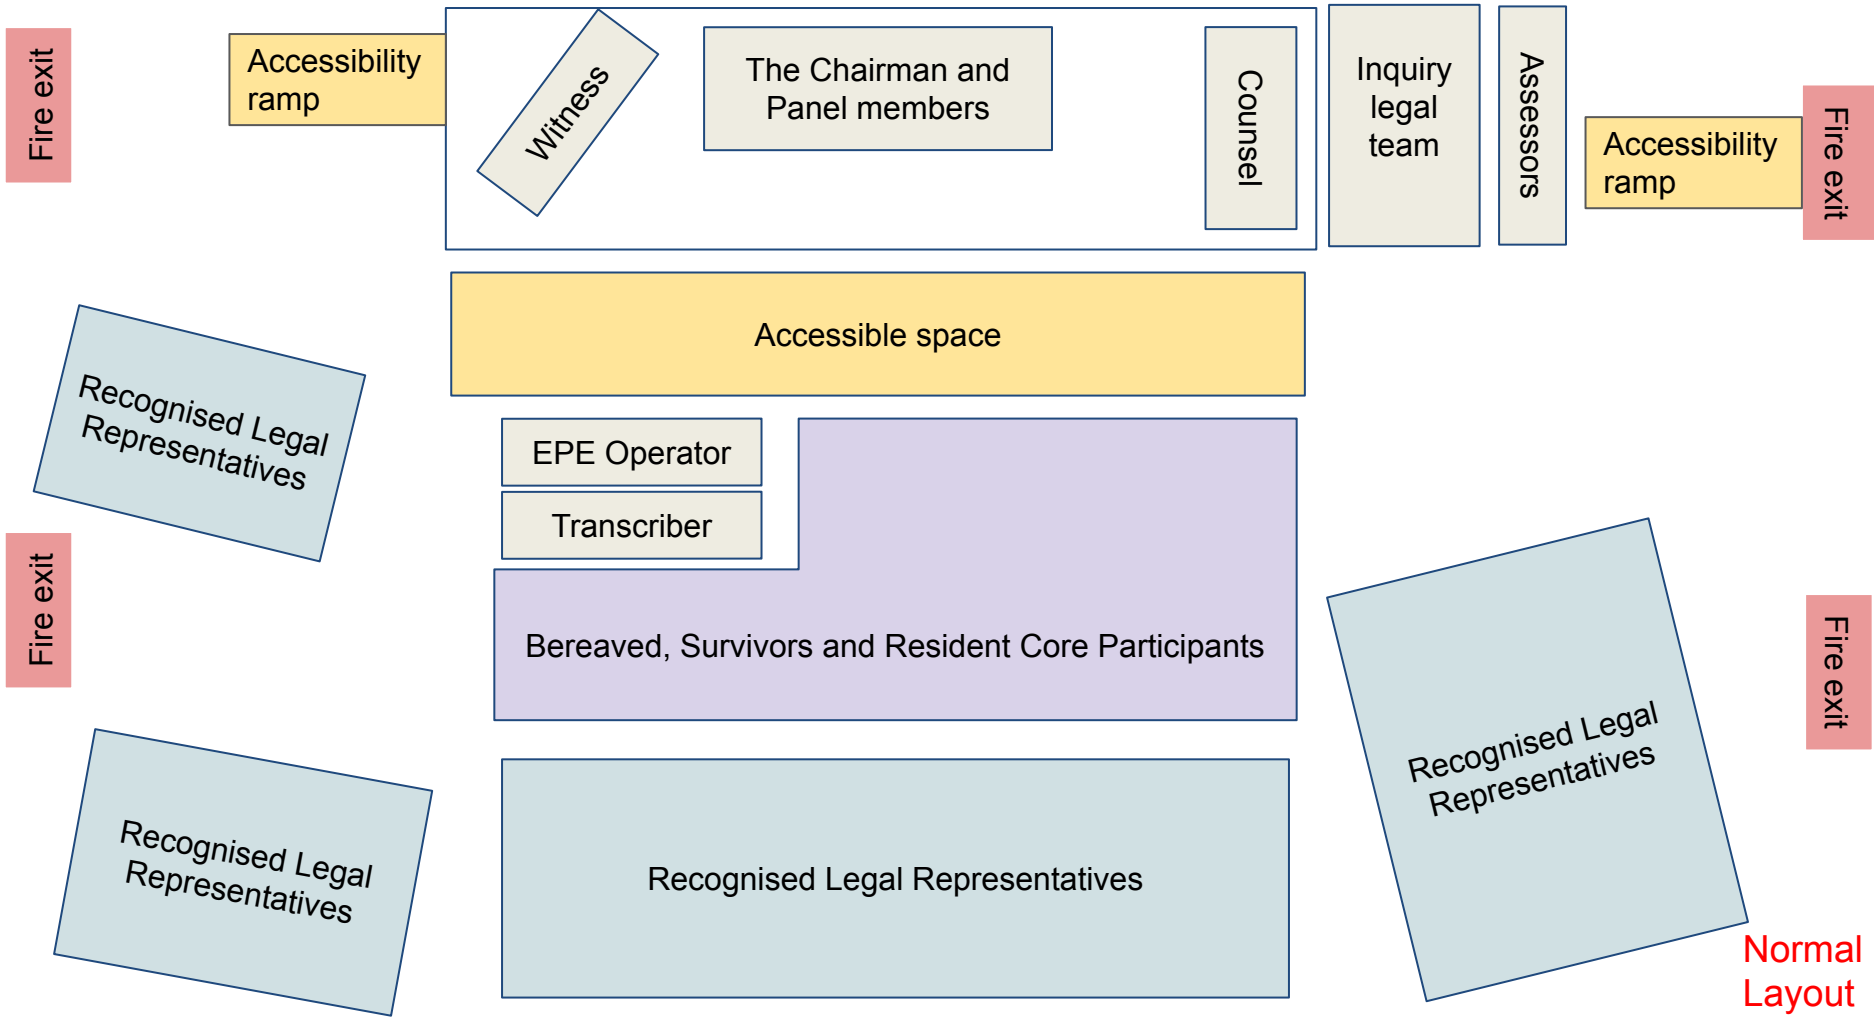 Fire exit
Accessibility
ramp
Witness
The Chairman and
Panel members
Counsel
Inquiry
legal
team
Assessors
Accessibility
ramp
Fire exit
Accessible space
Recognised Legal
Representatives
EPE Operator
Transcriber
Fire exit
Bereaved, Survivors and Resident Core Participants
Fire exit
Recognised Legal
Representatives
Recognised Legal
Representatives
Recognised Legal Representatives
Normal
Layout